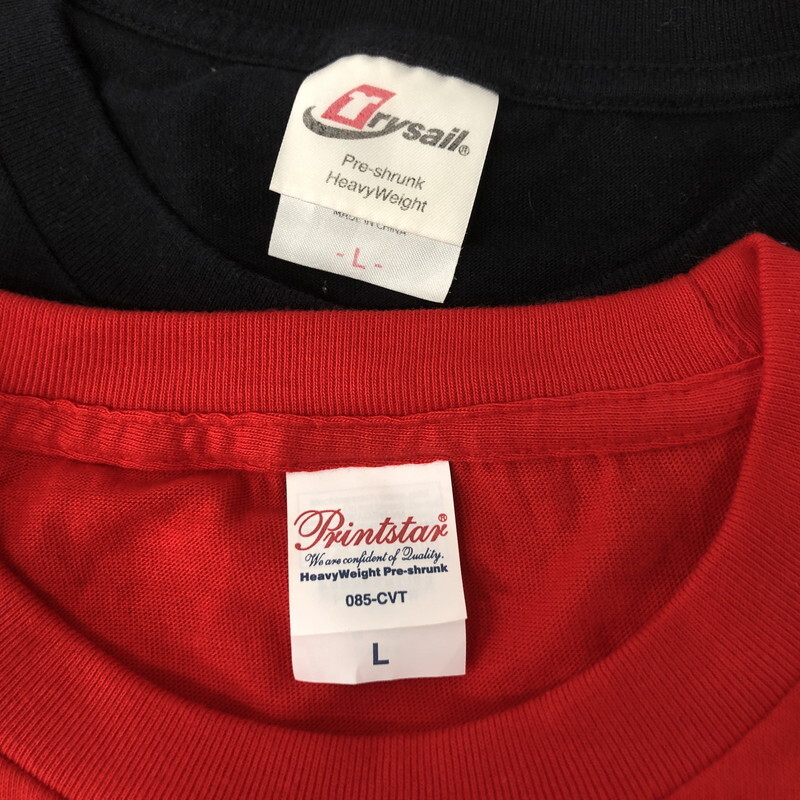 Trysail®
Pre-shrunk
HeavyWeight
MADE IN CHINA
- L -
Printstar®
We are confident of Quality.
HeavyWeight Pre-shrunk
085-CVT
L